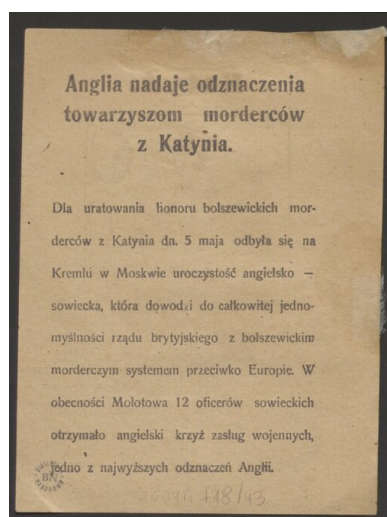 Anglia nadaje odznaczenia
towarzyszom morderców
z Katynia.
Dla uratowania honoru bolszewickich mor-
derców z Katynia dn. 5 maja odbyła się na
Kremlu w Moskwie uroczystość angielsko —
sowiecka, która dowodzi do całkowitej jedno-
myślności rządu brytyjskiego z bolszewickim
morderczym systemem przeciwko Europie. W
obecności Mołotowa 12 oficerów sowieckich
otrzymało angielski krzyż zasług wojennych,
jedno z najwyższych odznaczeń Anglii.
BN